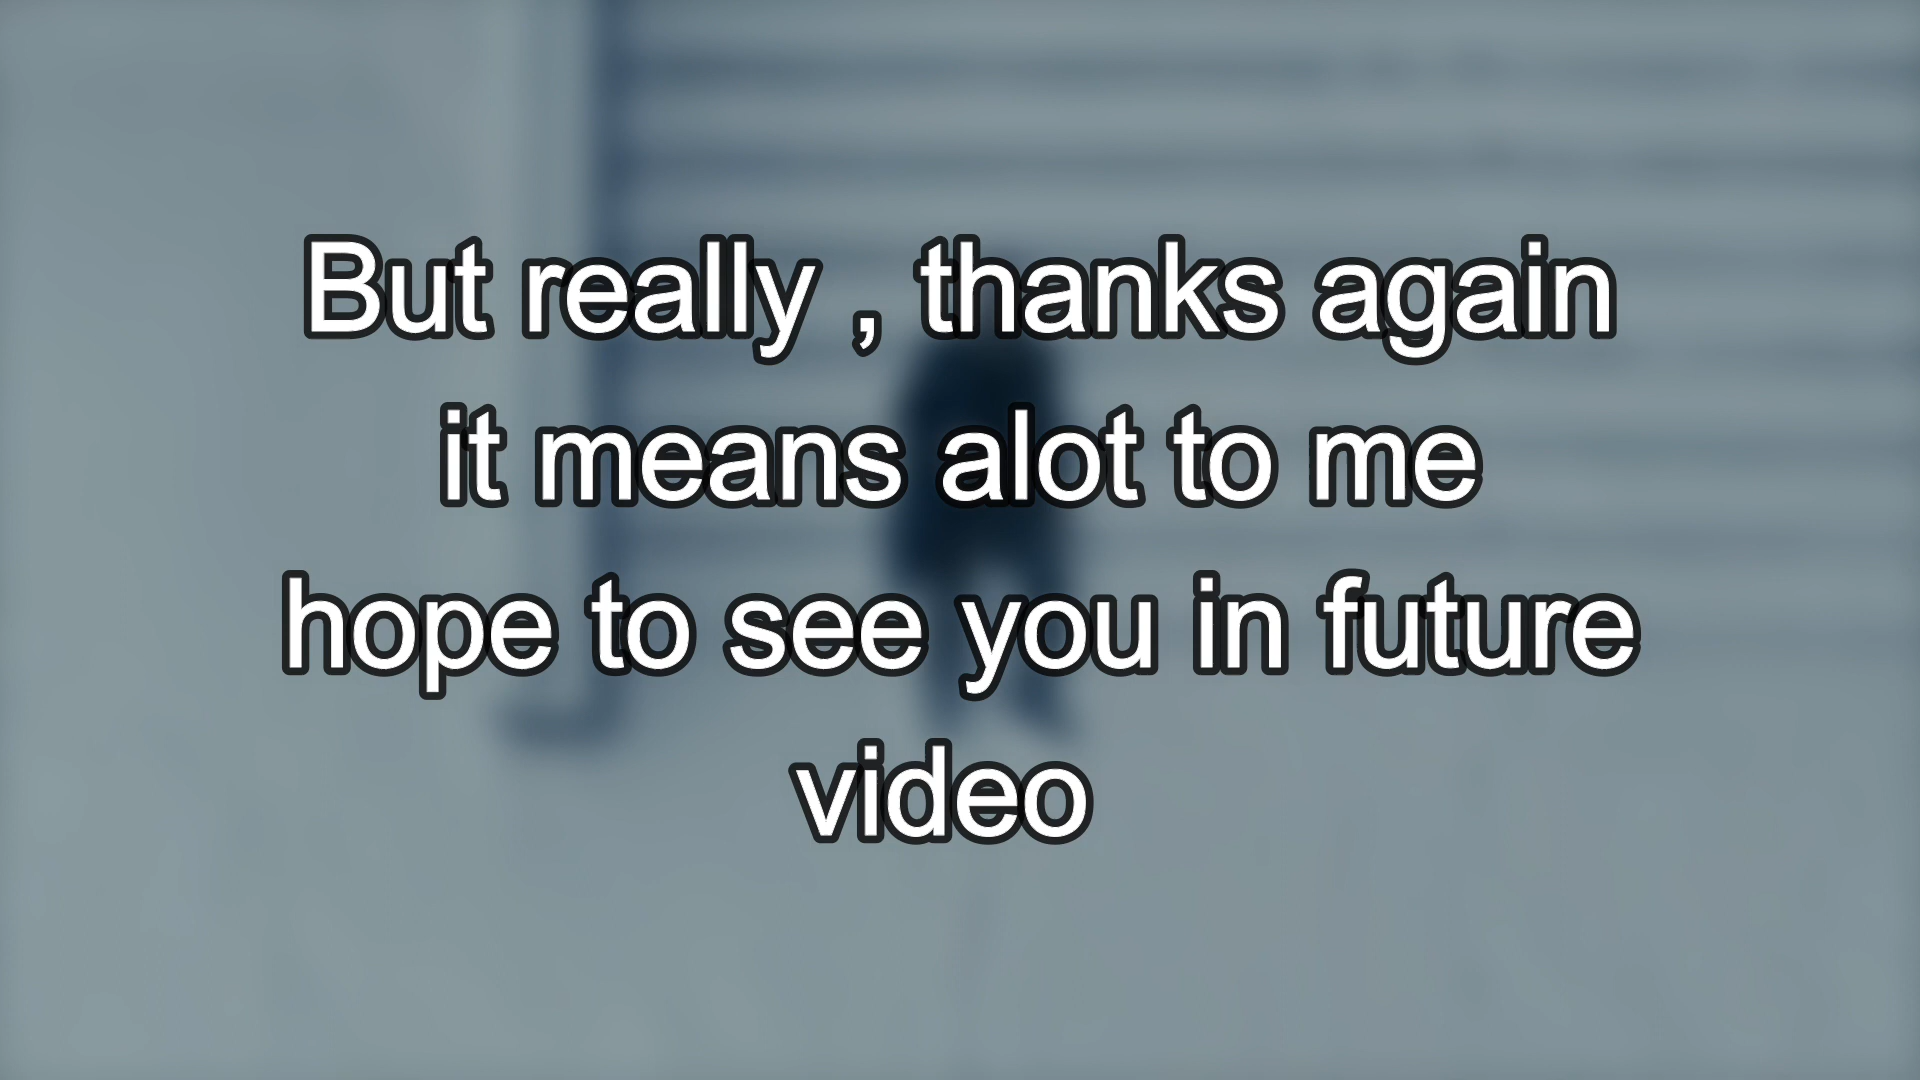 But really , thanks again
it means alot to me
hope to see you in future
video